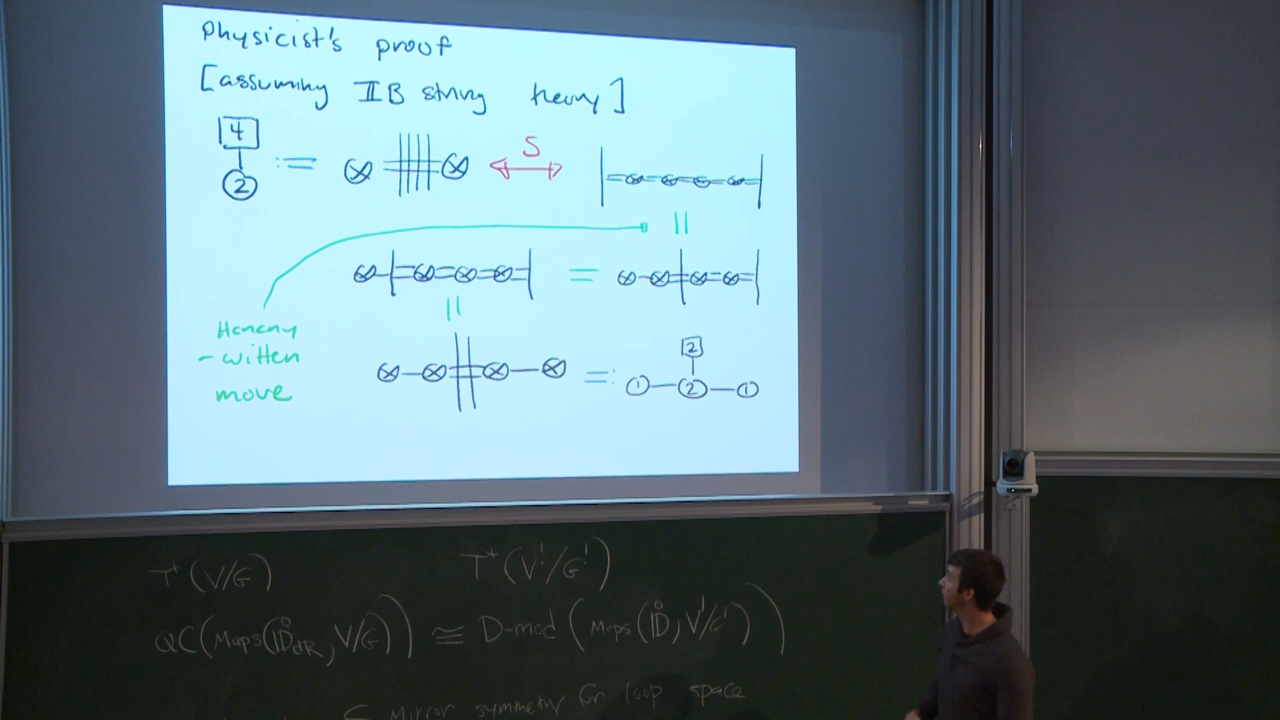 Physicist's proof
[assuming IIB string theory]
4
2
:=
S
=
Hanany
-witten
move
=:
2
1 2 1
T*(V/G)
T*(V!/G!)
QC(Maps(D̊_dR, V/G)) ≅ D-mod (Maps(D̊, V!/G!))
Mirror symmetry for loop space